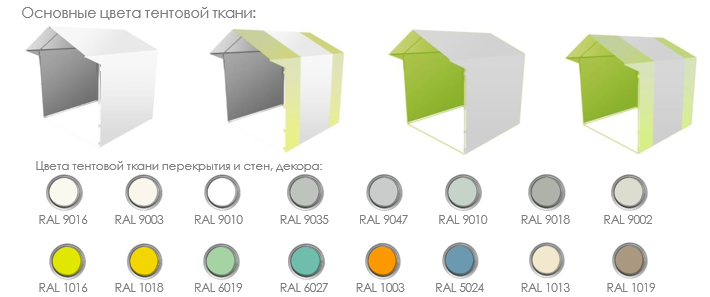 Основные цвета тентовой ткани:
Цвета тентовой ткани перекрытия и стен, декора:
RAL 9016 RAL 9003 RAL 9010 RAL 9035 RAL 9047 RAL 9010 RAL 9018 RAL 9002
RAL 1016 RAL 1018 RAL 6019 RAL 6027 RAL 1003 RAL 5024 RAL 1013 RAL 1019